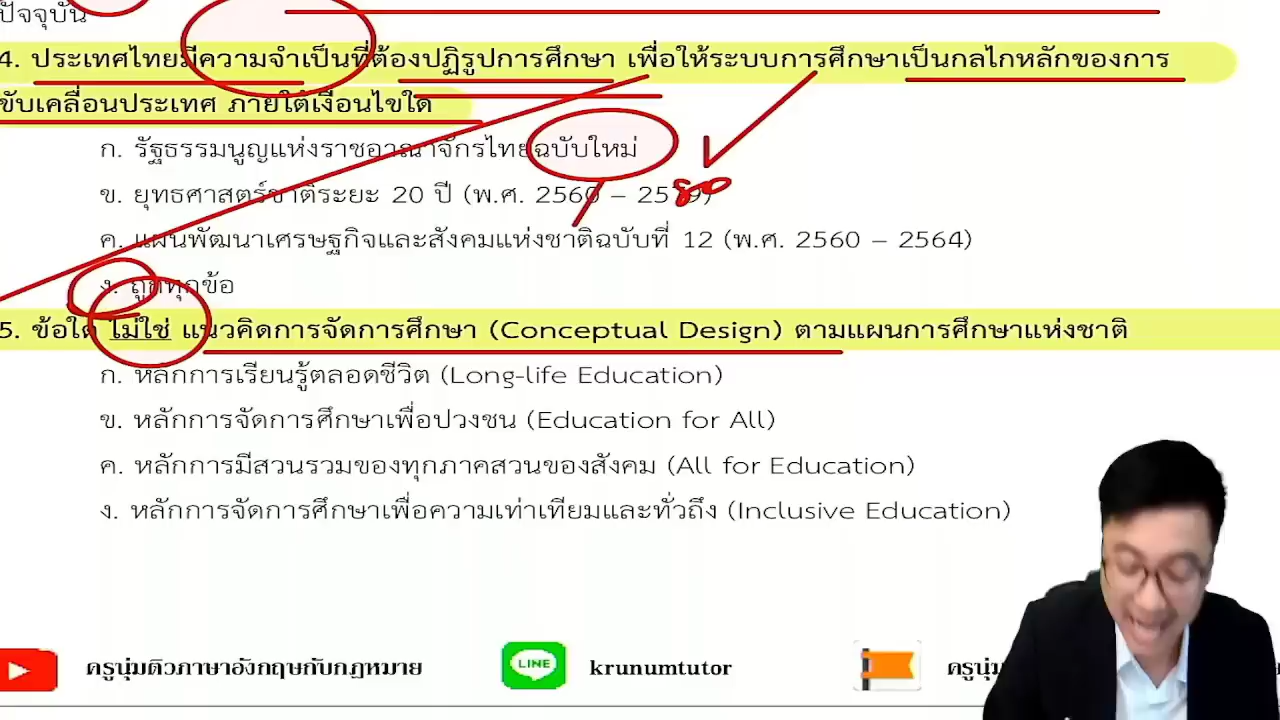 ปัจจุบัน
4. ประเทศไทยมีความจำเป็นที่ต้องปฏิรูปการศึกษา เพื่อให้ระบบการศึกษาเป็นกลไกหลักของการ
ขับเคลื่อนประเทศ ภายใต้เงื่อนไขใด
ก. รัฐธรรมนูญแห่งราชอาณาจักรไทยฉบับใหม่
ข. ยุทธศาสตร์ชาติระยะ 20 ปี (พ.ศ. 2560 – 2579)
80
ค. แผนพัฒนาเศรษฐกิจและสังคมแห่งชาติฉบับที่ 12 (พ.ศ. 2560 – 2564)
ง. ถูกทุกข้อ
5. ข้อใด ไม่ใช่ แนวคิดการจัดการศึกษา (Conceptual Design) ตามแผนการศึกษาแห่งชาติ
ก. หลักการเรียนรู้ตลอดชีวิต (Long-life Education)
ข. หลักการจัดการศึกษาเพื่อปวงชน (Education for All)
ค. หลักการมีสวนรวมของทุกภาคสวนของสังคม (All for Education)
ง. หลักการจัดการศึกษาเพื่อความเท่าเทียมและทั่วถึง (Inclusive Education)
ครูนุ่มติวภาษาอังกฤษกับกฎหมาย
LINE
krunumtutor
ครูนุ่ม